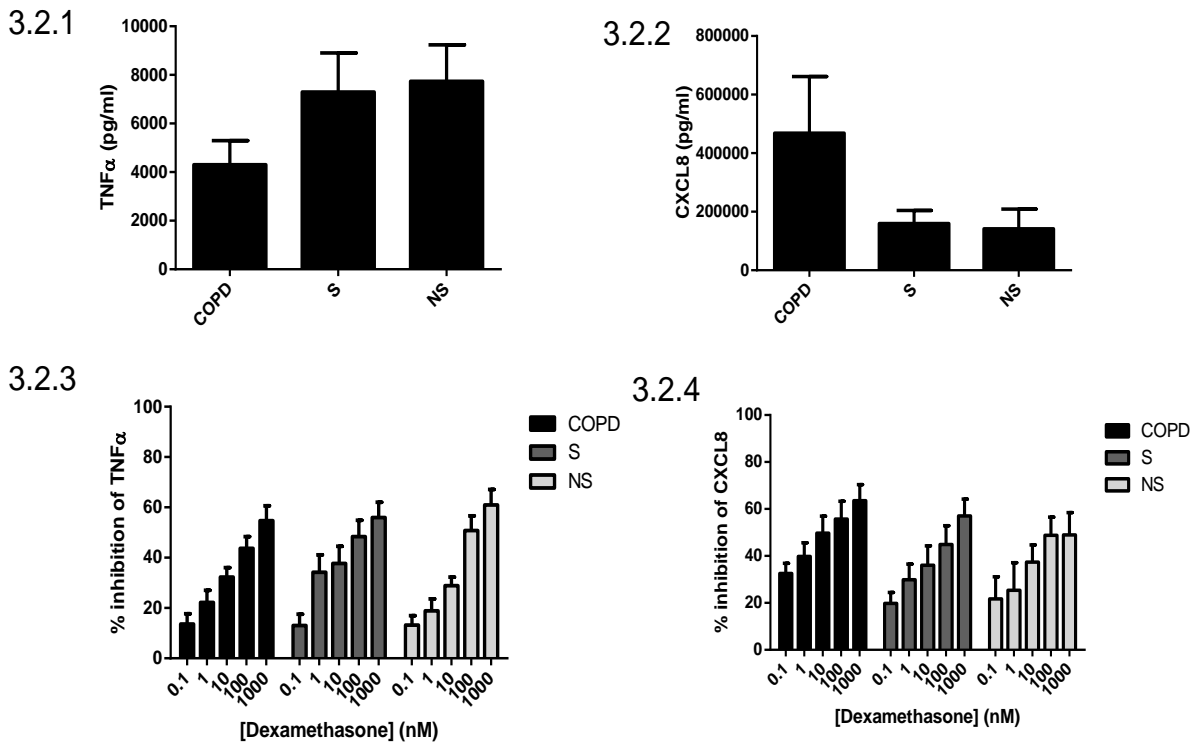 3.2.1
TNFα (pg/ml)
10000
8000
6000
4000
2000
0
COPD
S
NS
3.2.2
CXCL8 (pg/ml)
800000
600000
400000
200000
0
COPD
S
NS
3.2.3
% inhibition of TNFα
100
80
60
40
20
0
0.1 1 10 100 1000 0.1 1 10 100 1000 0.1 1 10 100 1000
[Dexamethasone] (nM)
COPD
S
NS
3.2.4
% inhibition of CXCL8
100
80
60
40
20
0
0.1 1 10 100 1000 0.1 1 10 100 1000 0.1 1 10 100 1000
[Dexamethasone] (nM)
COPD
S
NS